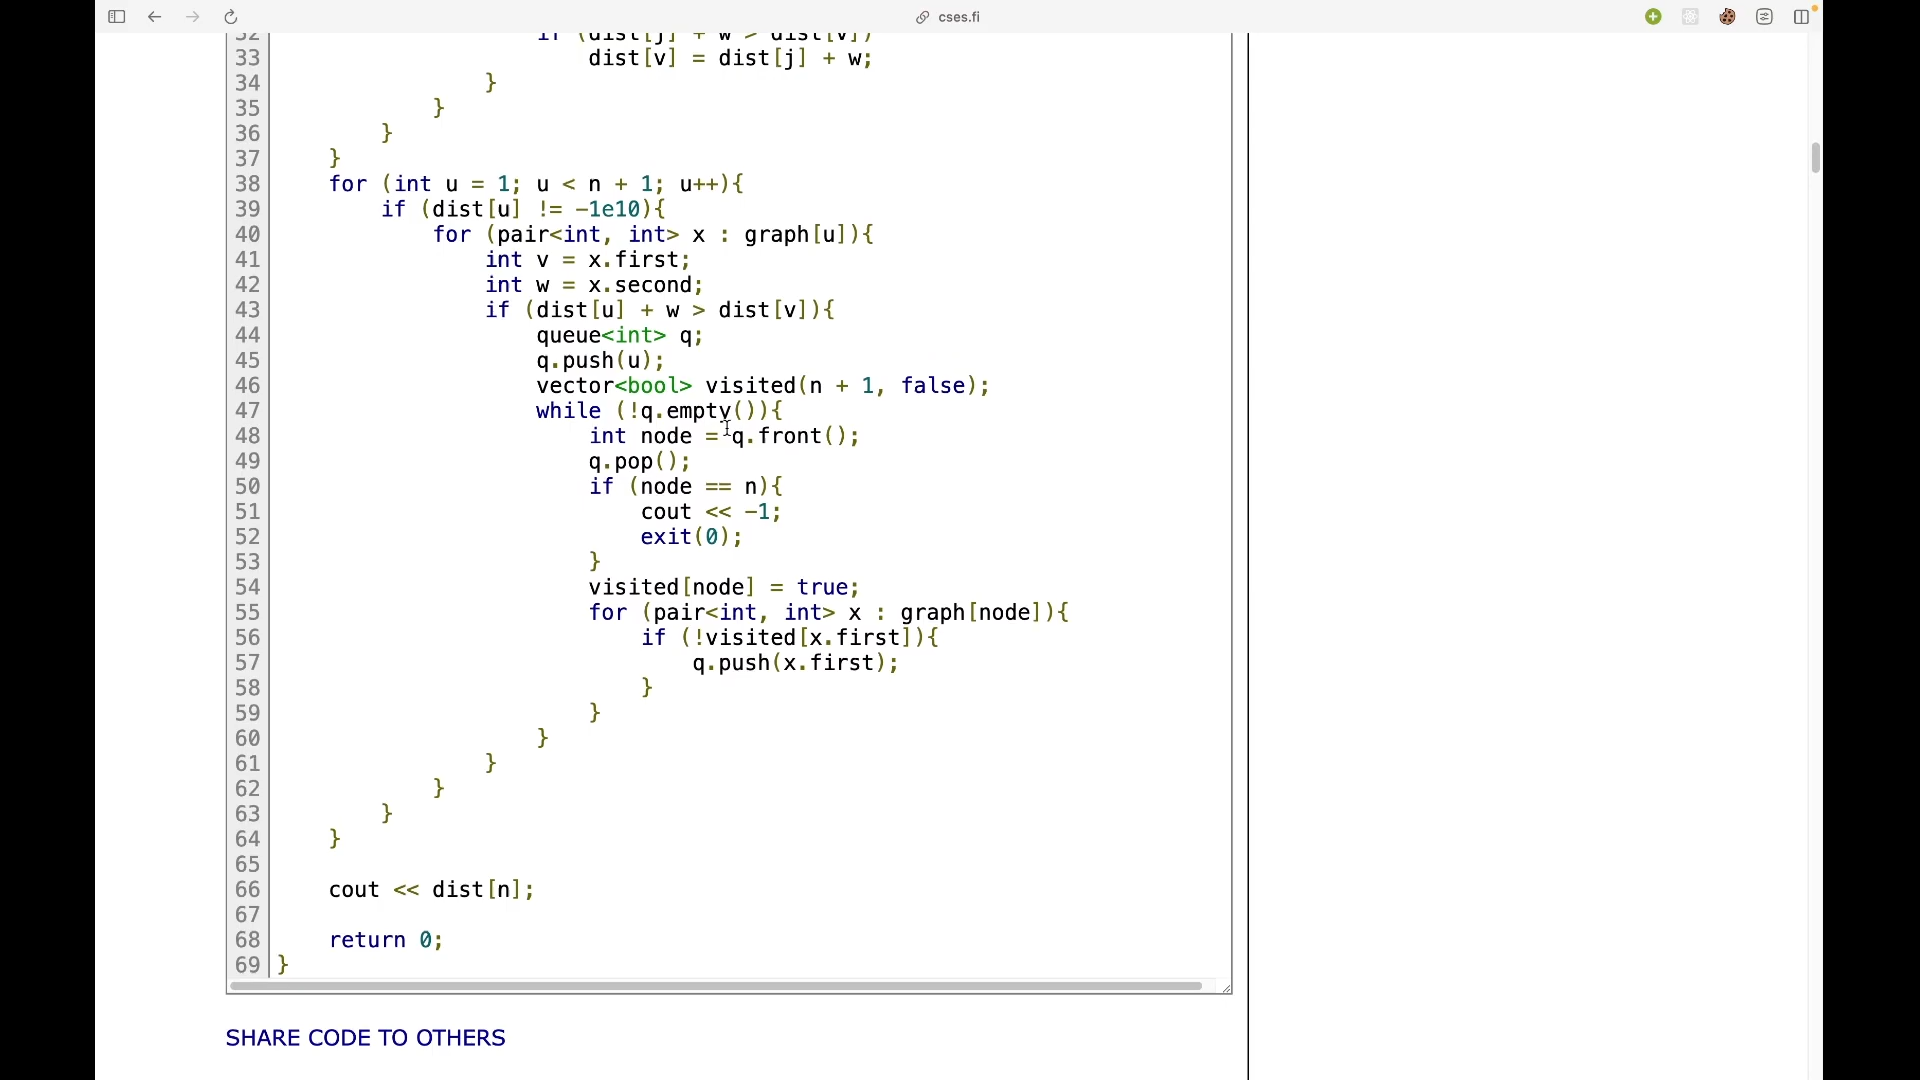 cses.fi
32 if (dist[j] + w > dist[v])
33 dist[v] = dist[j] + w;
34 }
35 }
36 }
37 }
38 for (int u = 1; u < n + 1; u++){
39 if (dist[u] != -1e10){
40 for (pair<int, int> x : graph[u]){
41 int v = x.first;
42 int w = x.second;
43 if (dist[u] + w > dist[v]){
44 queue<int> q;
45 q.push(u);
46 vector<bool> visited(n + 1, false);
47 while (!q.empty()){
48 int node = q.front();
49 q.pop();
50 if (node == n){
51 cout << -1;
52 exit(0);
53 }
54 visited[node] = true;
55 for (pair<int, int> x : graph[node]){
56 if (!visited[x.first]){
57 q.push(x.first);
58 }
59 }
60 }
61 }
62 }
63 }
64 }
65
66 cout << dist[n];
67
68 return 0;
69 }
SHARE CODE TO OTHERS